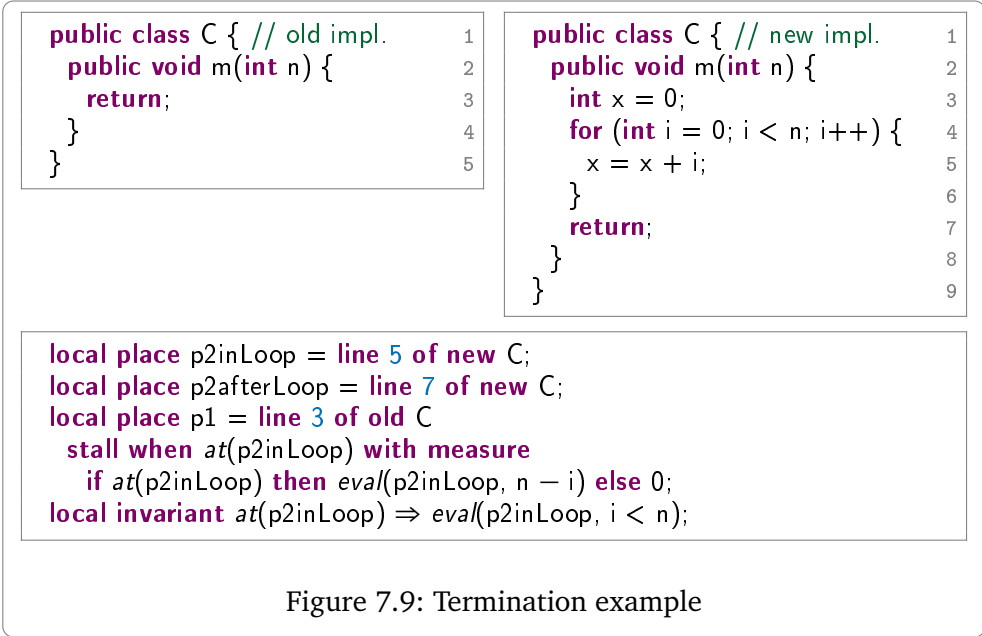 public class C { // old impl. 1
public void m(int n) { 2
return; 3
} 4
} 5
public class C { // new impl. 1
public void m(int n) { 2
int x = 0; 3
for (int i = 0; i < n; i++) { 4
x = x + i; 5
} 6
return; 7
} 8
} 9
local place p2inLoop = line 5 of new C;
local place p2afterLoop = line 7 of new C;
local place p1 = line 3 of old C
stall when at(p2inLoop) with measure
if at(p2inLoop) then eval(p2inLoop, n − i) else 0;
local invariant at(p2inLoop) ⇒ eval(p2inLoop, i < n);
Figure 7.9: Termination example